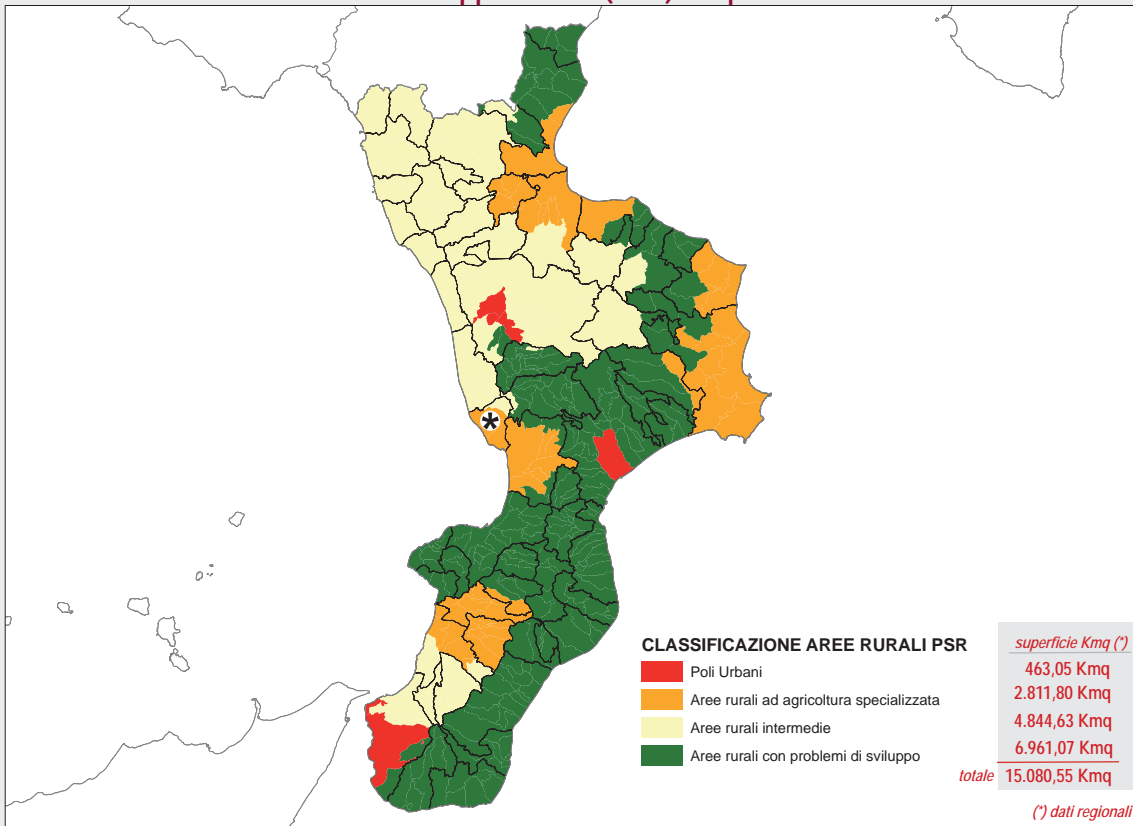 CLASSIFICAZIONE AREE RURALI PSR
superficie Kmq (*)
Poli Urbani
463,05 Kmq
Aree rurali ad agricoltura specializzata
2.811,80 Kmq
Aree rurali intermedie
4.844,63 Kmq
Aree rurali con problemi di sviluppo
6.961,07 Kmq
totale 15.080,55 Kmq
(*) dati regionali
*